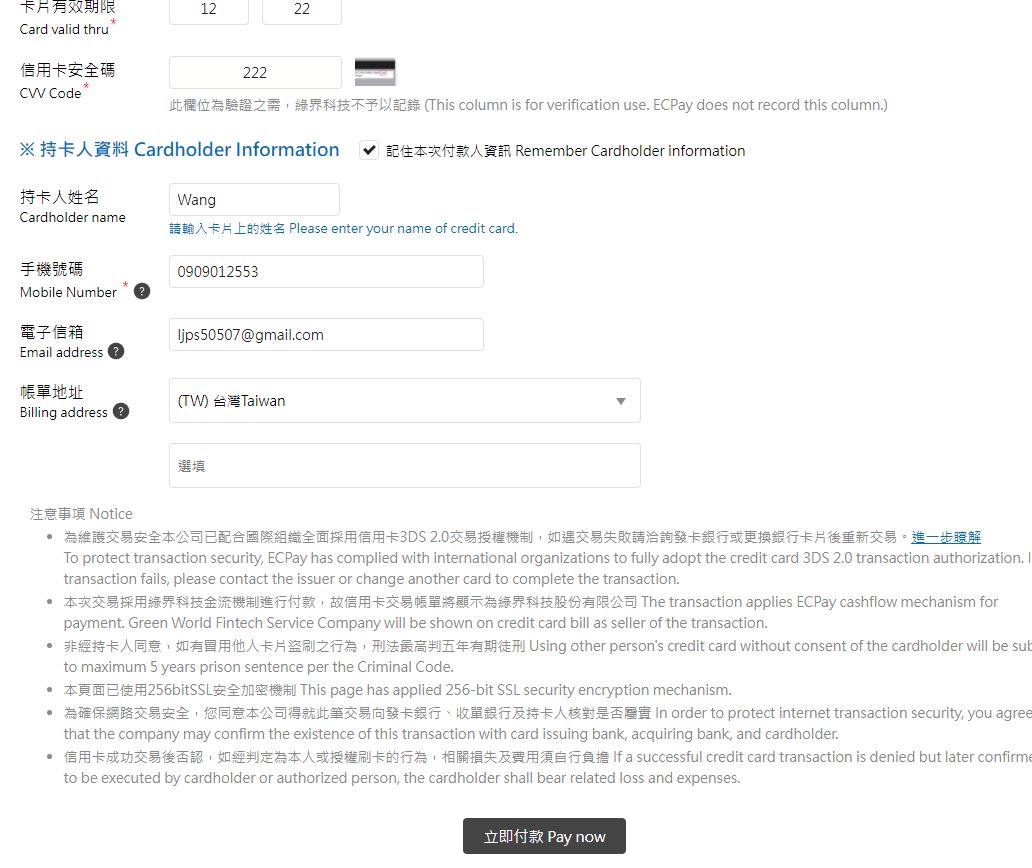 卡片有效期限
12 22
Card valid thru*
信用卡安全碼
CVV Code*
222
此欄位為驗證之需，綠界科技不予以記錄 (This column is for verification use. ECPay does not record this column.)
※ 持卡人資料 Cardholder Information 記住本次付款人資訊 Remember Cardholder information
持卡人姓名
Cardholder name
Wang
請輸入卡片上的姓名 Please enter your name of credit card.
手機號碼
Mobile Number * ?
0909012553
電子信箱
Email address ?
ljps50507@gmail.com
帳單地址
Billing address ?
(TW) 台灣Taiwan
選填
注意事項 Notice
• 為維護交易安全本公司已配合國際組織全面採用信用卡3DS 2.0交易授權機制，如遇交易失敗請洽詢發卡銀行或更換銀行卡片後重新交易。進一步瞭解
To protect transaction security, ECPay has complied with international organizations to fully adopt the credit card 3DS 2.0 transaction authorization. I
transaction fails, please contact the issuer or change another card to complete the transaction.
• 本次交易採用綠界科技金流機制進行付款，故信用卡交易帳單將顯示為綠界科技股份有限公司 The transaction applies ECPay cashflow mechanism for
payment. Green World Fintech Service Company will be shown on credit card bill as seller of the transaction.
• 非經持卡人同意，如有冒用他人卡片盜刷之行為，刑法最高判五年有期徒刑 Using other person's credit card without consent of the cardholder will be sub
to maximum 5 years prison sentence per the Criminal Code.
• 本頁面已使用256bitSSL安全加密機制 This page has applied 256-bit SSL security encryption mechanism.
• 為確保網路交易安全，您同意本公司得就此筆交易向發卡銀行、收單銀行及持卡人核對是否屬實 In order to protect internet transaction security, you agree
that the company may confirm the existence of this transaction with card issuing bank, acquiring bank, and cardholder.
• 信用卡成功交易後否認，如經判定為本人或授權刷卡的行為，相關損失及費用須自行負擔 If a successful credit card transaction is denied but later confirme
to be executed by cardholder or authorized person, the cardholder shall bear related loss and expenses.
立即付款 Pay now